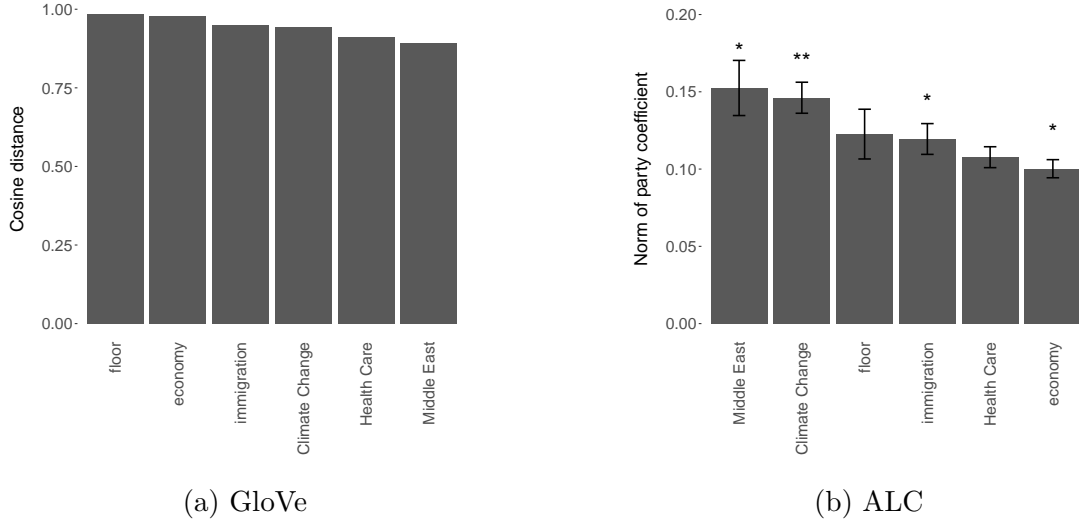 1.00
0.75
0.50
0.25
0.00
Cosine distance
floor
economy
immigration
Climate Change
Health Care
Middle East
(a) GloVe
0.20
0.15
0.10
0.05
0.00
Norm of party coefficient
*
**
*
*
Middle East
Climate Change
floor
immigration
Health Care
economy
(b) ALC